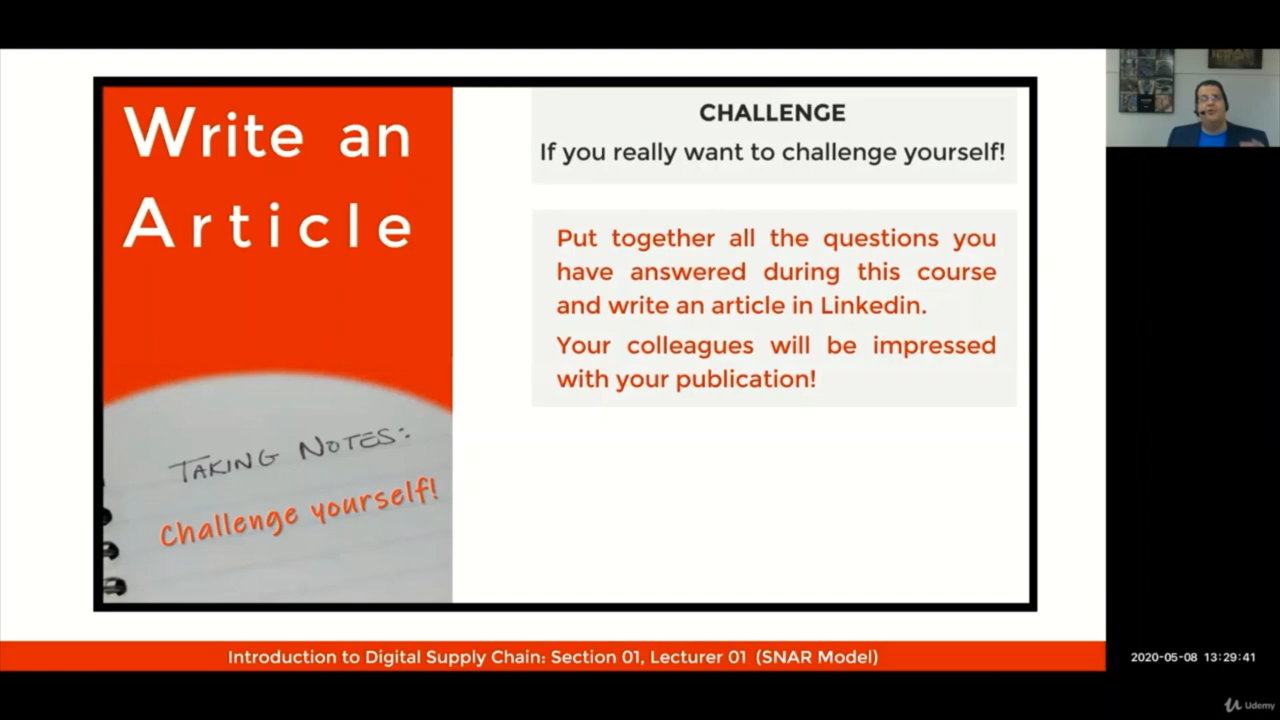 Write an
Article
TAKING NOTES:
Challenge yourself!
CHALLENGE
If you really want to challenge yourself!
Put together all the questions you
have answered during this course
and write an article in Linkedin.
Your colleagues will be impressed
with your publication!
Introduction to Digital Supply Chain: Section 01, Lecturer 01 (SNAR Model)
2020-05-08 13:29:41
Udemy